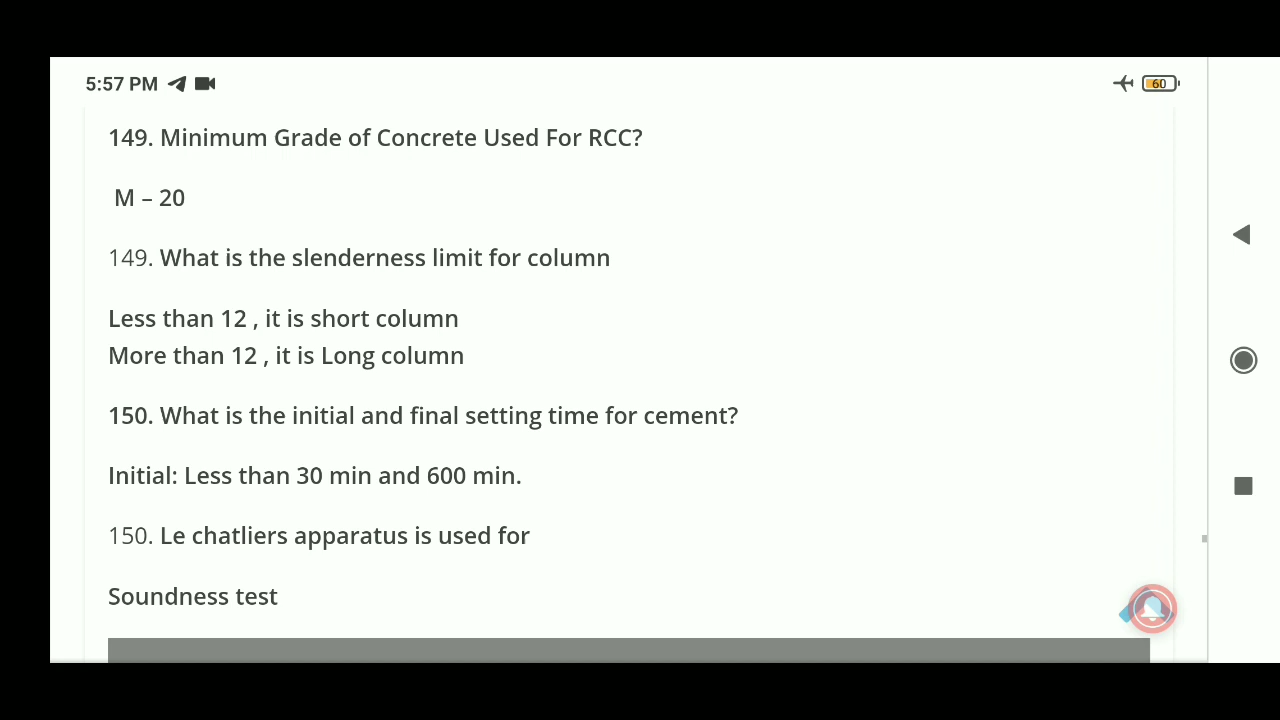 5:57 PM
60
149. Minimum Grade of Concrete Used For RCC?
M – 20
149. What is the slenderness limit for column
Less than 12 , it is short column
More than 12 , it is Long column
150. What is the initial and final setting time for cement?
Initial: Less than 30 min and 600 min.
150. Le chatliers apparatus is used for
Soundness test